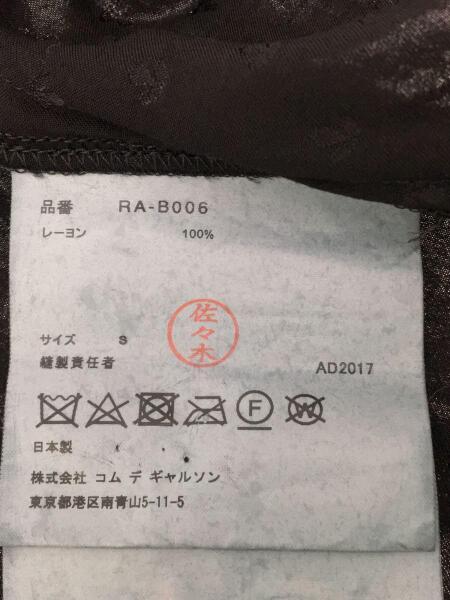 品番 RA-B006
レーヨン 100%
佐々木
サイズ S
縫製責任者 AD2017
F W
日本製
株式会社 コム デ ギャルソン
東京都港区南青山5-11-5